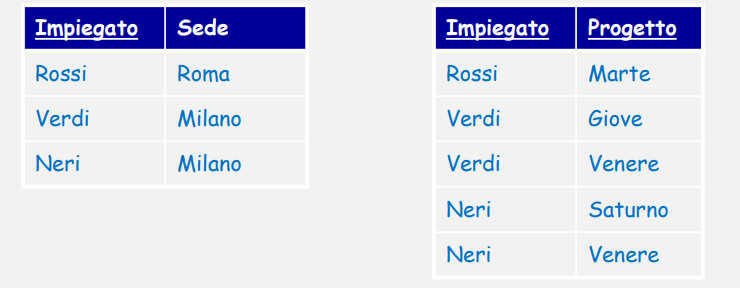 Impiegato Sede
Rossi Roma
Verdi Milano
Neri Milano
Impiegato Progetto
Rossi Marte
Verdi Giove
Verdi Venere
Neri Saturno
Neri Venere